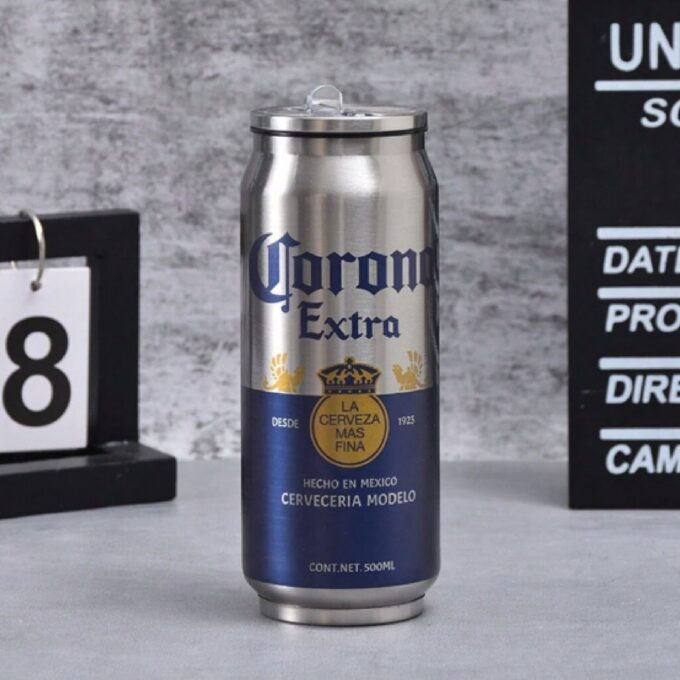 8
Corona
Extra
DESDE
LA
CERVEZA
MAS
FINA
1925
HECHO EN MEXICO
CERVECERIA MODELO
CONT.NET. 500ML
UN
SC
DATE
PRO
DIRE
CAM